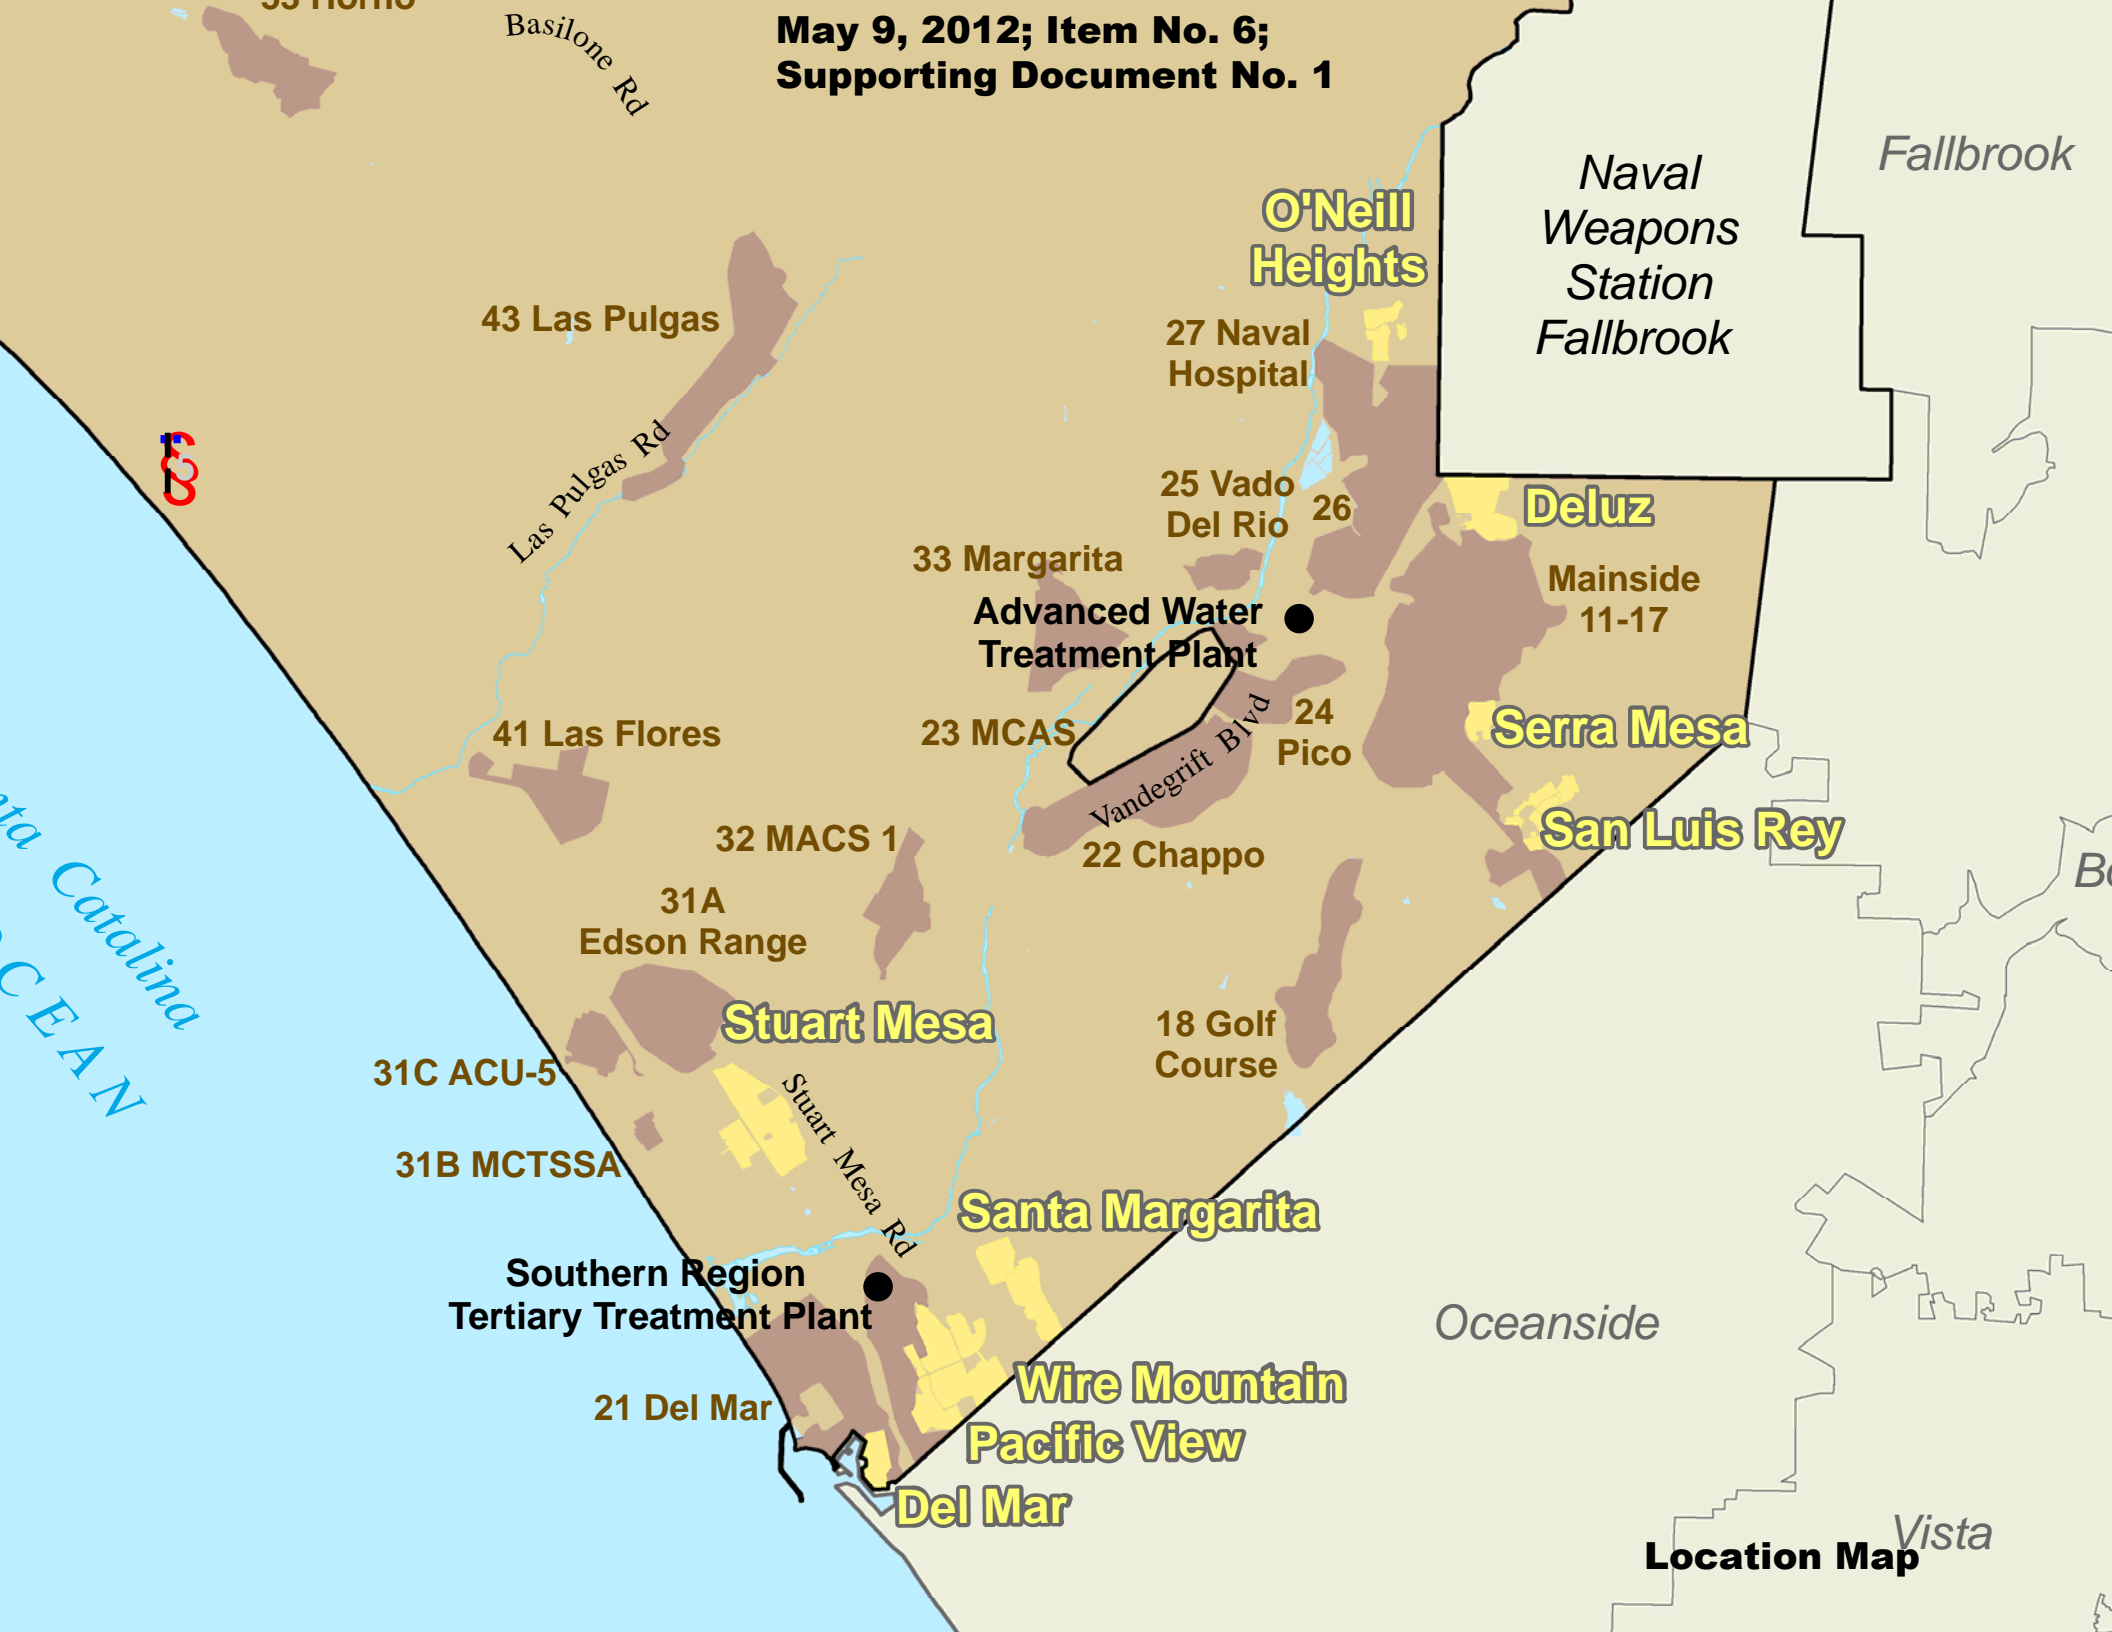 53 Horno
Basilone Rd
May 9, 2012; Item No. 6;
Supporting Document No. 1
Fallbrook
Naval
Weapons
Station
Fallbrook
O'Neill
Heights
43 Las Pulgas
27 Naval
Hospital
Las Pulgas Rd
25 Vado
Del Rio
26
Deluz
33 Margarita
Mainside
11-17
Advanced Water
Treatment Plant
41 Las Flores
23 MCAS
24
Pico
Serra Mesa
Vandegrift Blvd
32 MACS 1
22 Chappo
San Luis Rey
31A
Edson Range
Catalina
OCEAN
Stuart Mesa
18 Golf
Course
31C ACU-5
Stuart Mesa Rd
31B MCTSSA
Santa Margarita
Southern Region
Tertiary Treatment Plant
Oceanside
21 Del Mar
Wire Mountain
Pacific View
Del Mar
Vista
Location Map